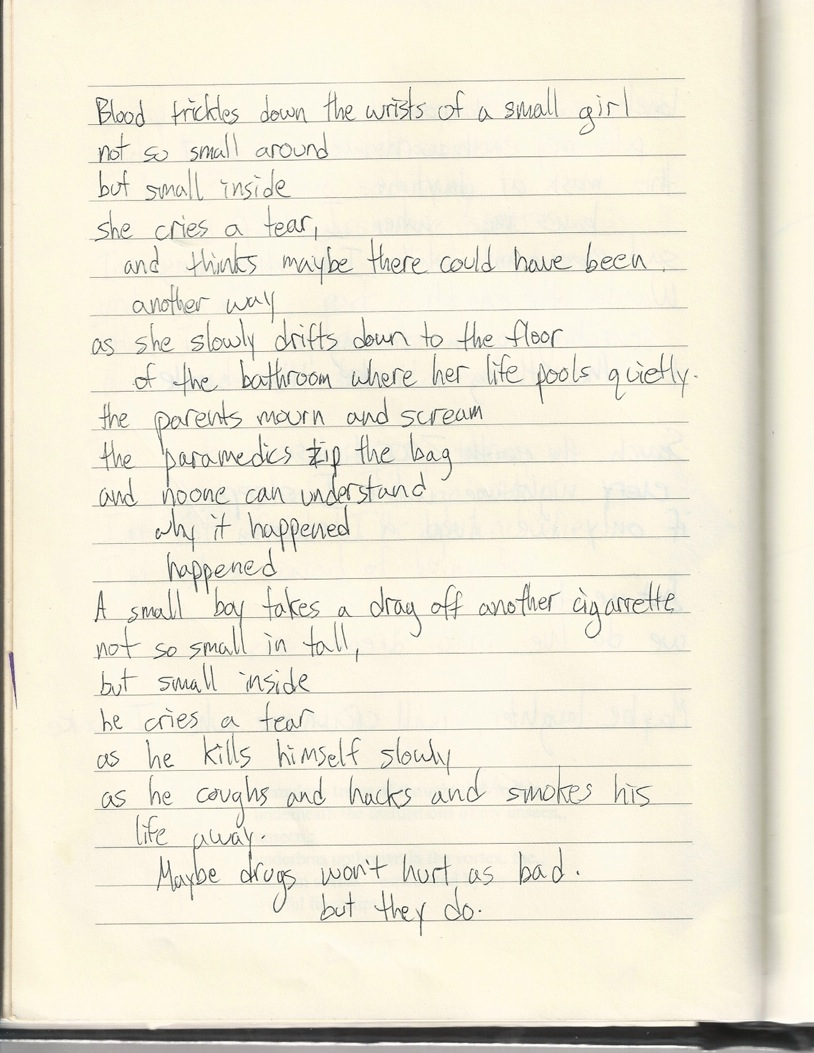 Blood trickles down the wrists of a small girl
not so small around
but small inside
she cries a tear,
and thinks maybe there could have been
another way
as she slowly drifts down to the floor
of the bathroom where her life pools quietly.
the parents mourn and scream
the paramedics zip the bag
and noone can understand
why it happened
happened
A small boy takes a drag off another cigarrette
not so small in tall,
but small inside
he cries a tear
as he kills himself slowly
as he coughs and hacks and smokes his
life away.
Maybe drugs won't hurt as bad.
but they do.